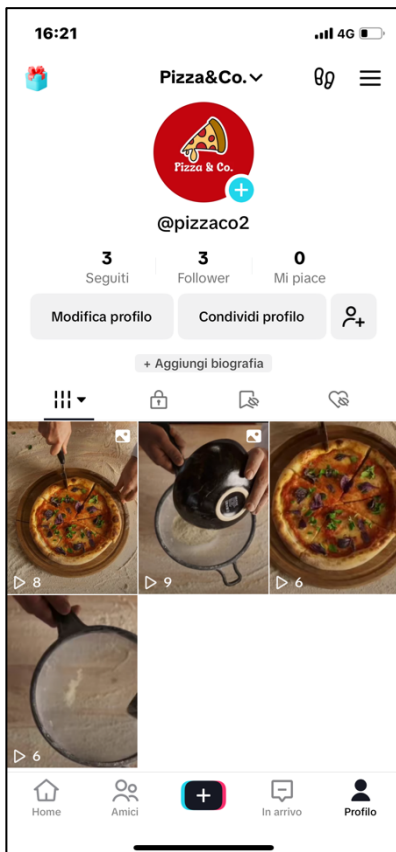 16:21
4G
Pizza&Co.
Pizza & Co.
@pizzaco2
3 3 0
Seguiti Follower Mi piace
Modifica profilo Condividi profilo
+ Aggiungi biografia
8 9 6
6
Home Amici In arrivo Profilo